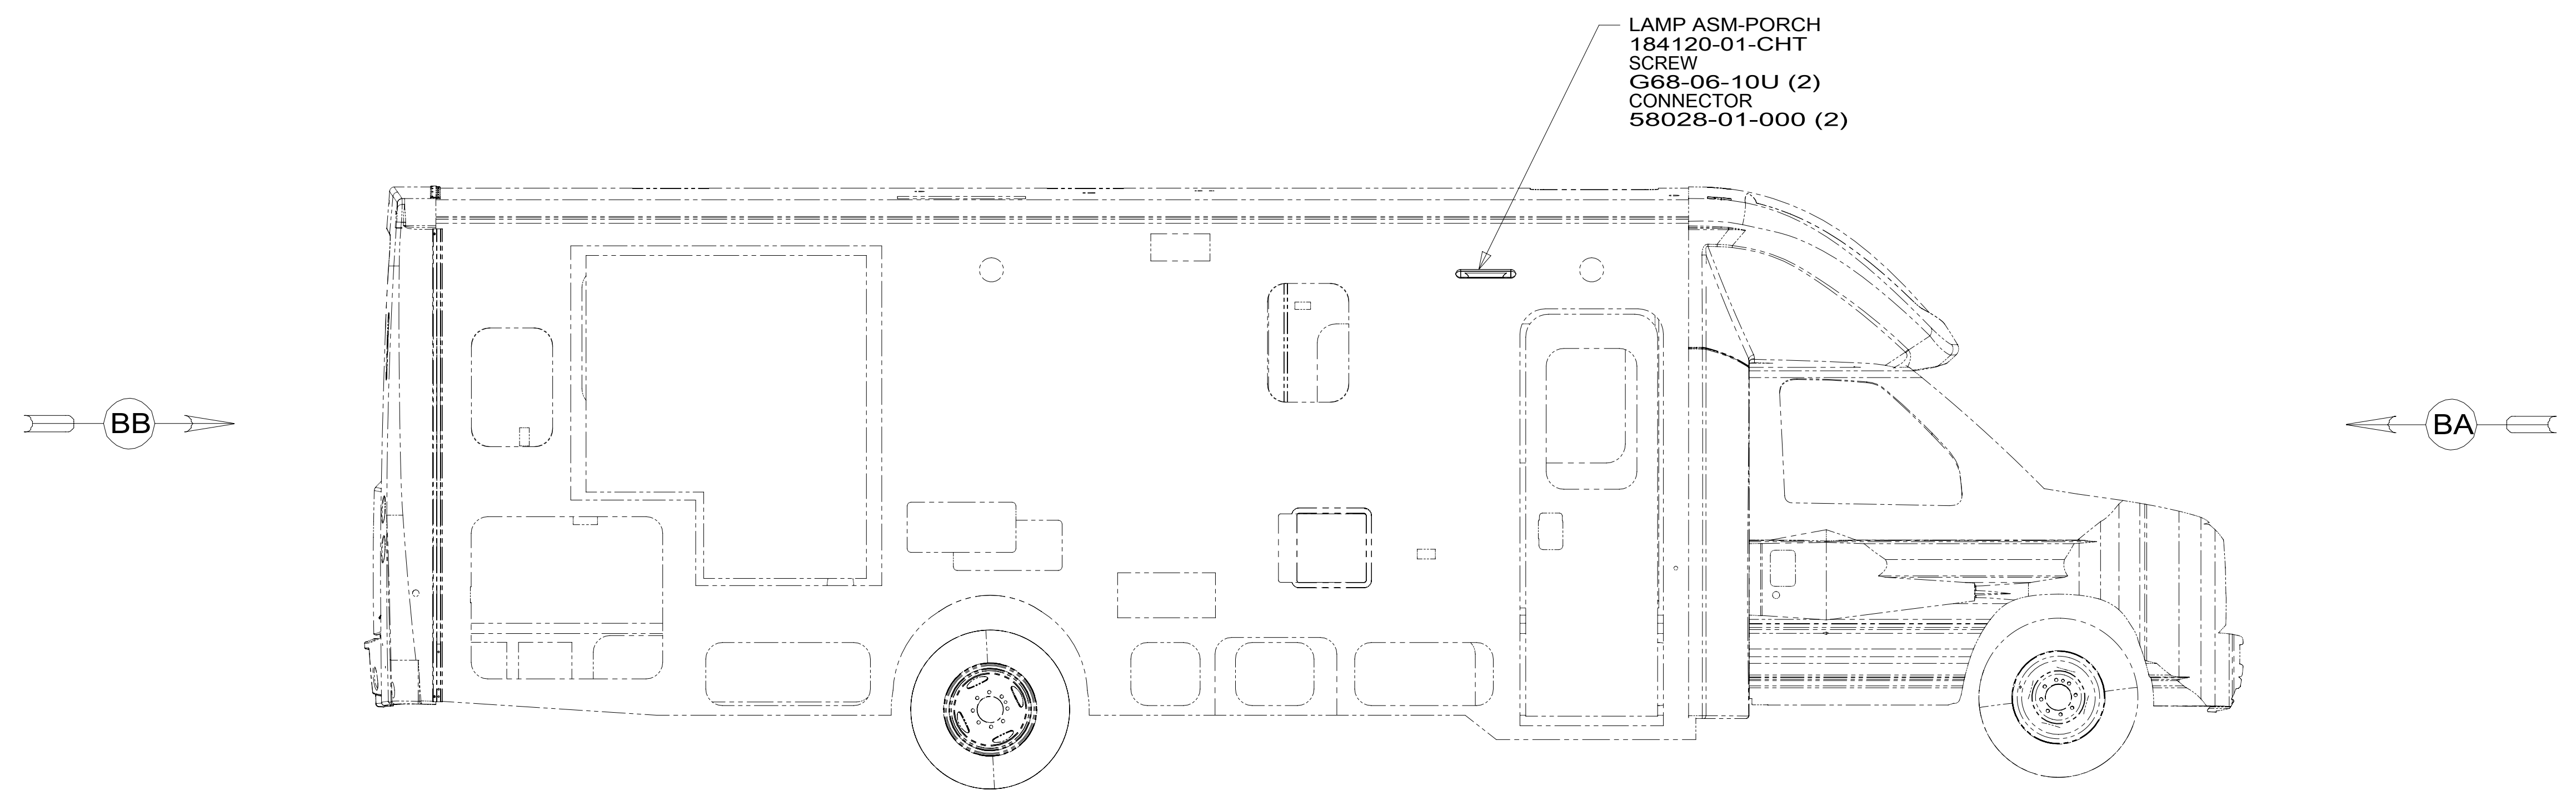 LAMP ASM-PORCH
184120-01-CHT
SCREW
G68-06-10U (2)
CONNECTOR
58028-01-000 (2)
BB
BA